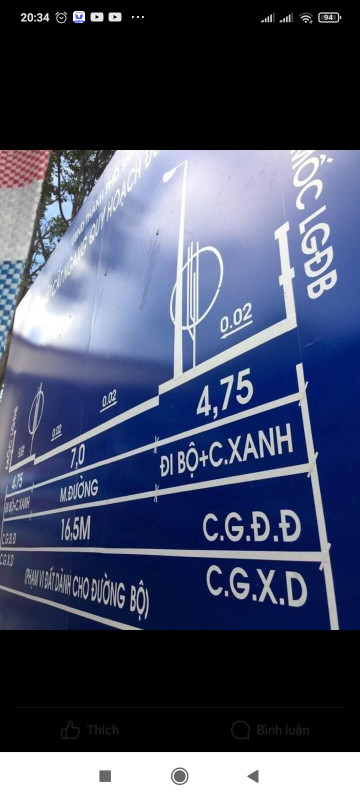 20:34
94
MỐC LGĐB
0.02
0.02
0.02
4,75
7,0
4.75
ĐI BỘ+C.XANH
M.ĐƯỜNG
ĐI BỘ+C.XANH
16,5M
C.G.Đ.Đ
C.G.Đ.Đ
C.G.X.D
C.G.X.D
(PHẠM VI ĐẤT DÀNH CHO ĐƯỜNG BỘ)
Thích
Bình luận